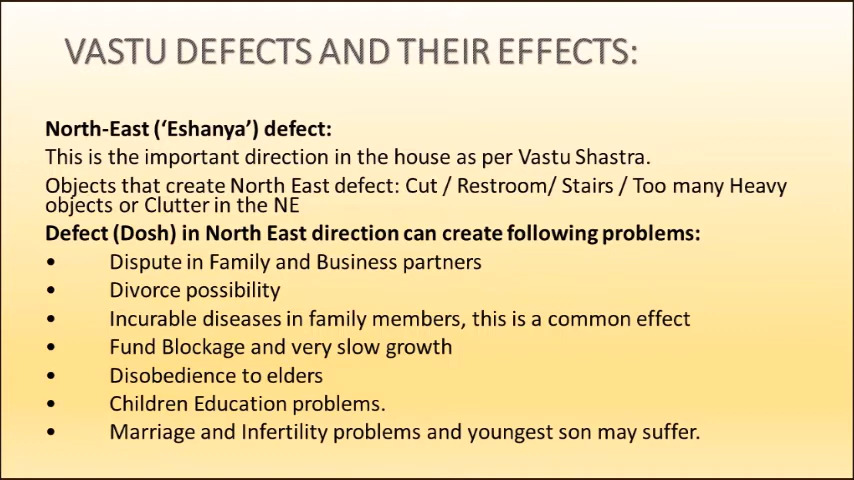 VASTU DEFECTS AND THEIR EFFECTS:
North-East (‘Eshanya’) defect:
This is the important direction in the house as per Vastu Shastra.
Objects that create North East defect: Cut / Restroom/ Stairs / Too many Heavy
objects or Clutter in the NE
Defect (Dosh) in North East direction can create following problems:
• Dispute in Family and Business partners
• Divorce possibility
• Incurable diseases in family members, this is a common effect
• Fund Blockage and very slow growth
• Disobedience to elders
• Children Education problems.
• Marriage and Infertility problems and youngest son may suffer.